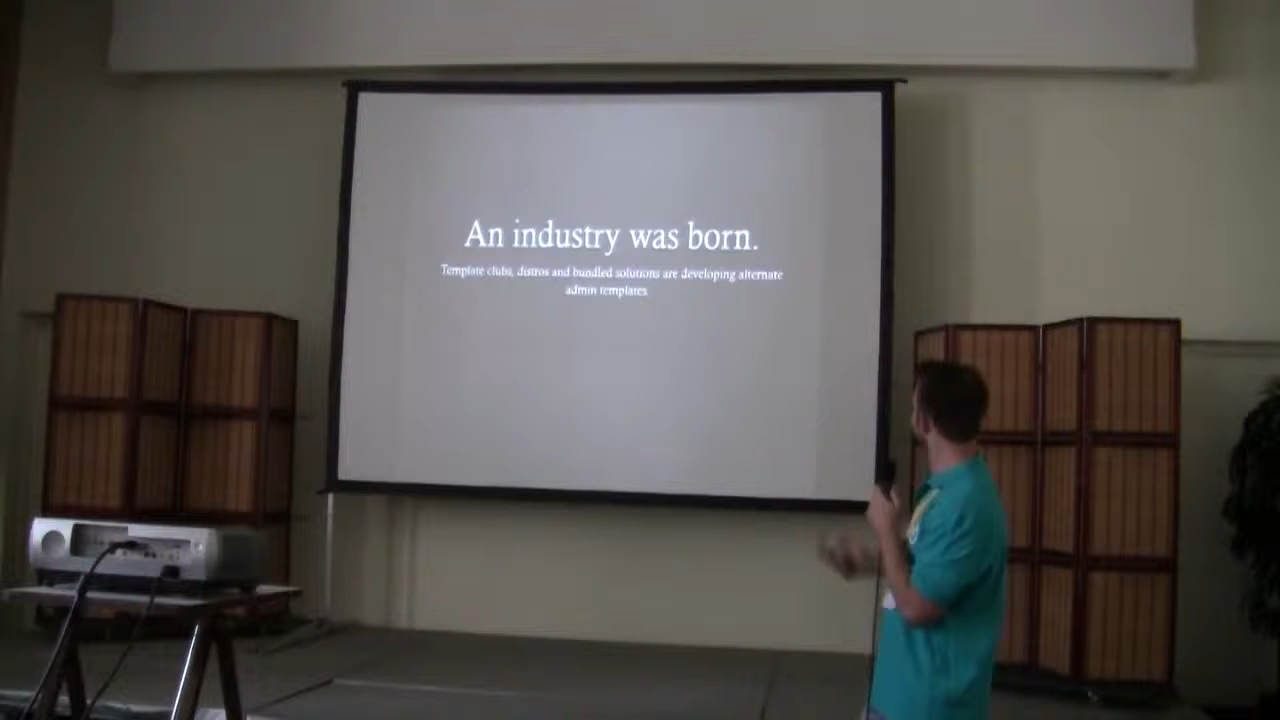 An industry was born.
Template clubs, distros and bundled solutions are developing alternate
admin templates.